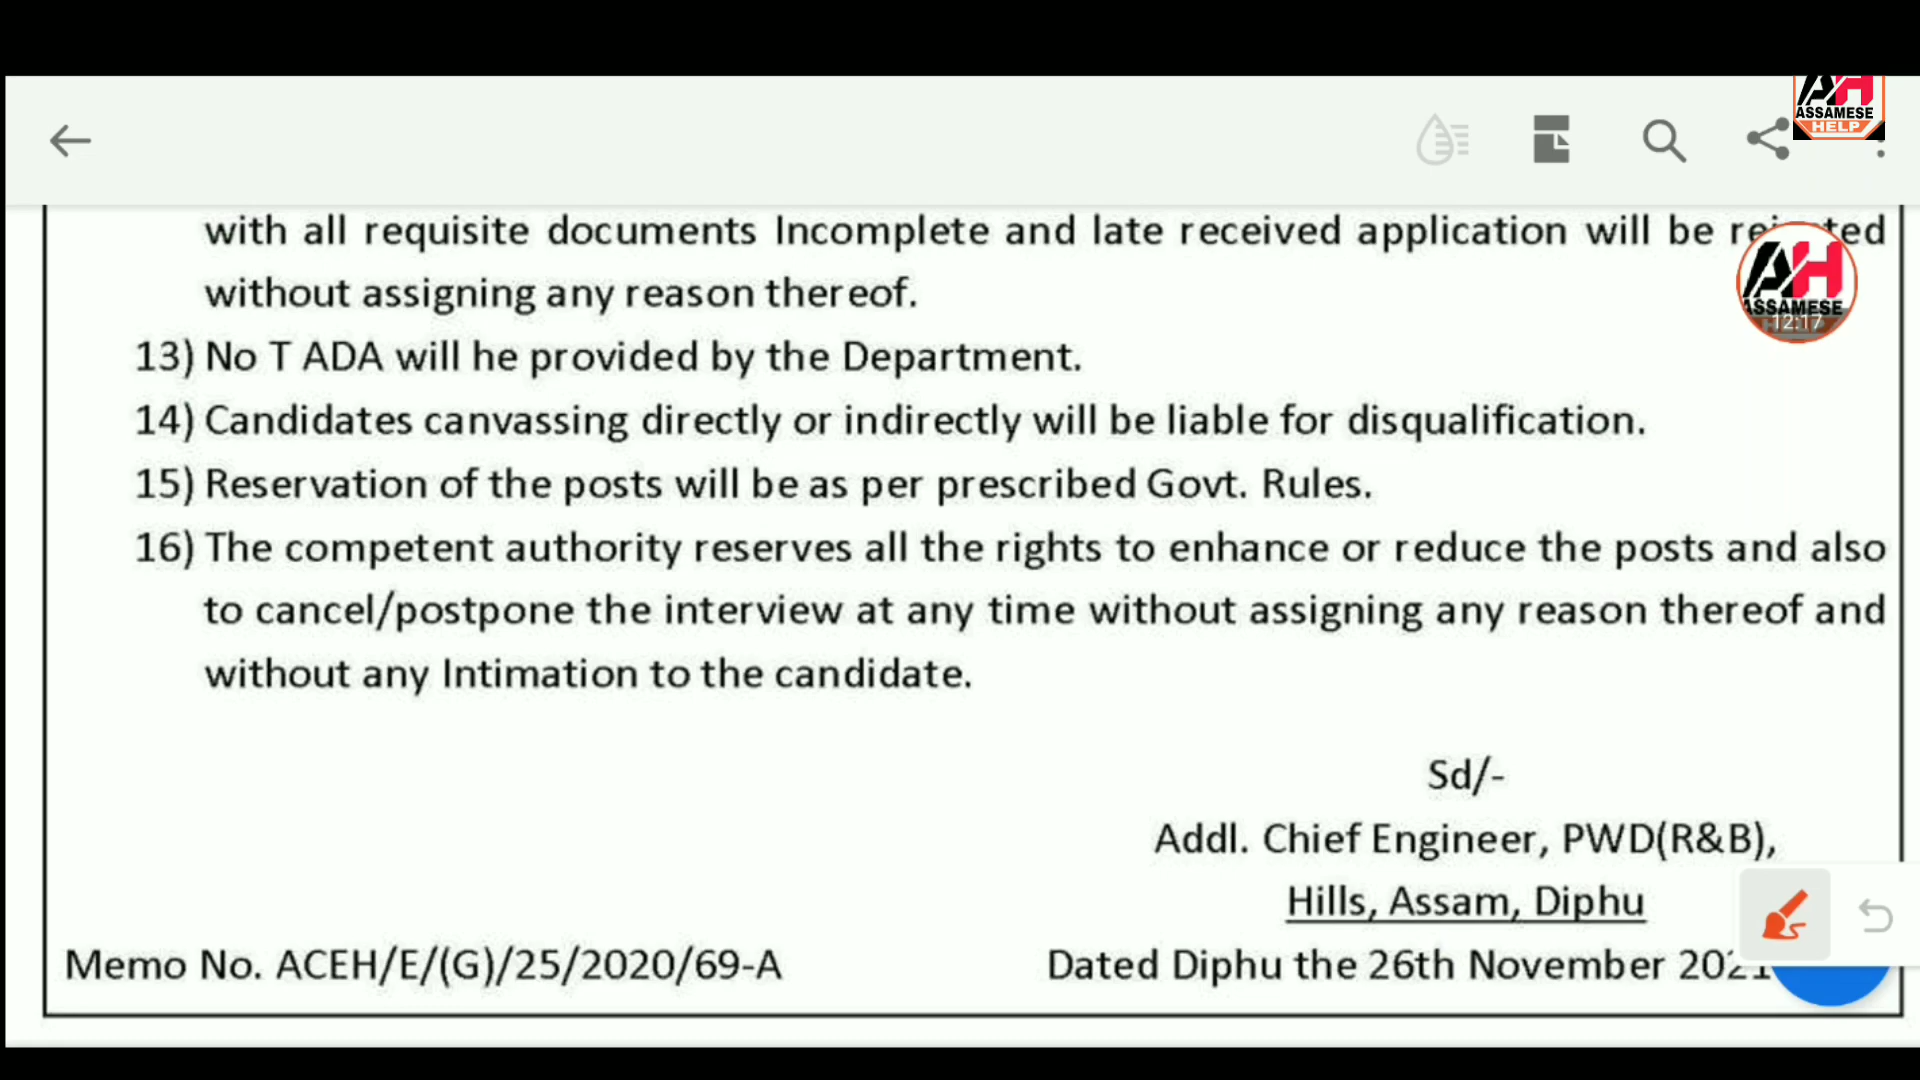 ASSAMESE
HELP
with all requisite documents Incomplete and late received application will be
without assigning any reason thereof.
ASSAMESE
12:17
13) No T ADA will he provided by the Department.
14) Candidates canvassing directly or indirectly will be liable for disqualification.
15) Reservation of the posts will be as per prescribed Govt. Rules.
16) The competent authority reserves all the rights to enhance or reduce the posts and also
to cancel/postpone the interview at any time without assigning any reason thereof and
without any Intimation to the candidate.
Sd/-
Addl. Chief Engineer, PWD(R&B),
Hills, Assam, Diphu
Memo No. ACEH/E/(G)/25/2020/69-A
Dated Diphu the 26th November 2021